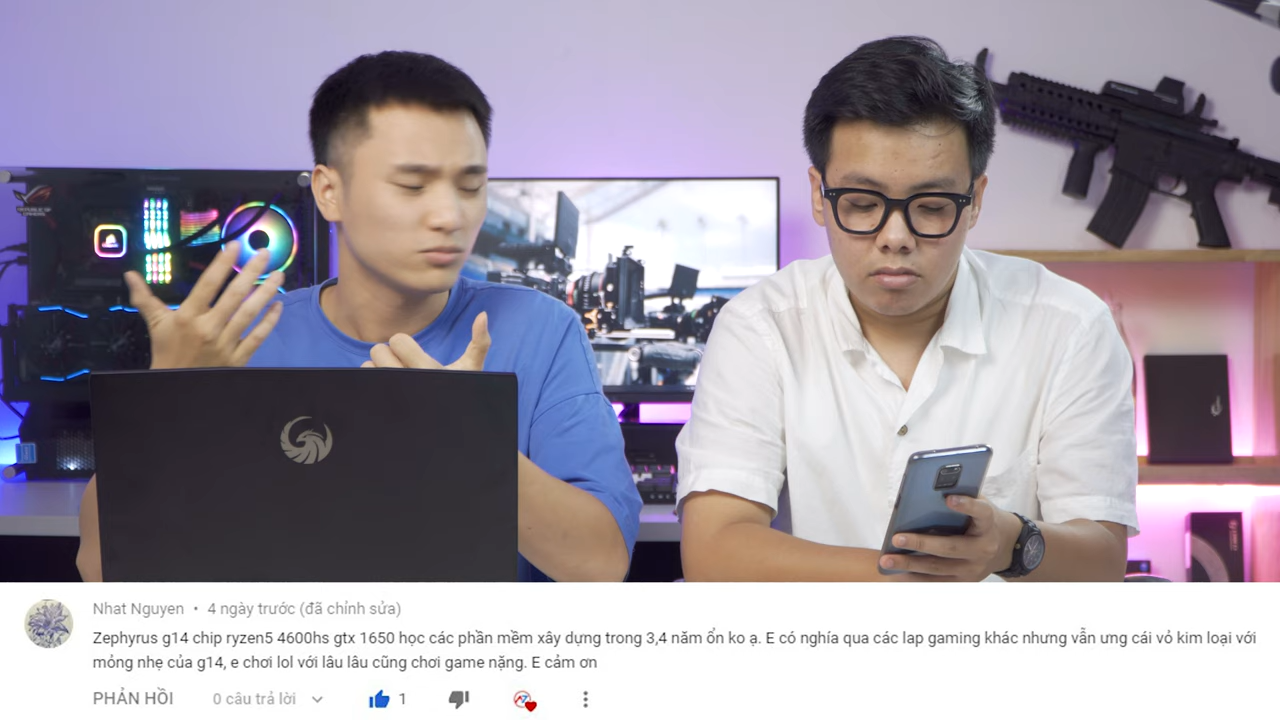 REPUBLIC OF
GAMERS
Nhat Nguyen • 4 ngày trước (đã chỉnh sửa)
Zephyrus g14 chip ryzen5 4600hs gtx 1650 học các phần mềm xây dựng trong 3,4 năm ổn ko ạ. E có nghía qua các lap gaming khác nhưng vẫn ưng cái vỏ kim loại với
mỏng nhẹ của g14, e chơi lol với lâu lâu cũng chơi game nặng. E cảm ơn
PHẢN HỒI 0 câu trả lời 1